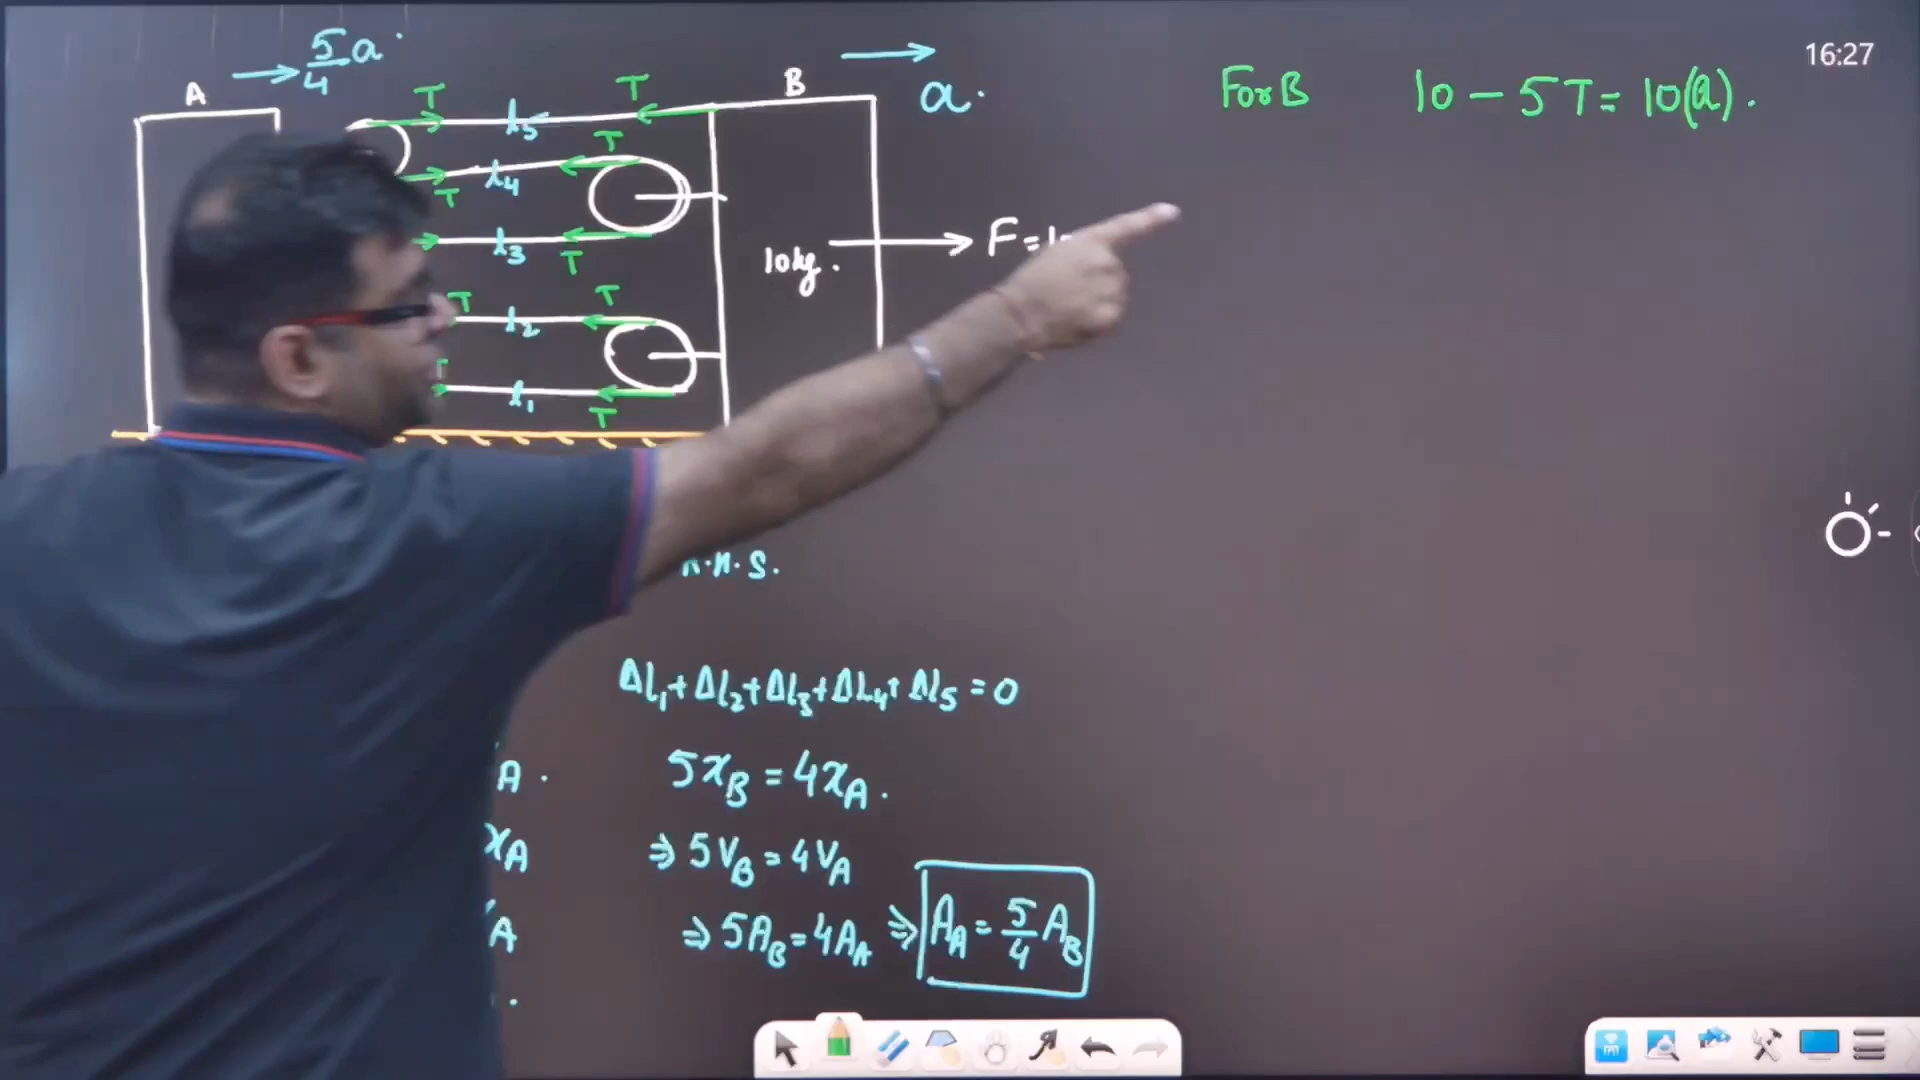 16:27
5/4 a
A
B
a.
For B 10 - 5T = 10(a).
T
T
l5
T
T
l4
l3
T
F =
10kg.
T
T
l2
T
l1
T
Δl1 + Δl2 + Δl3 + Δl4 + Δl5 = 0
A .
5xB = 4xA.
xA
⇒ 5VB = 4VA
A
⇒ 5AB = 4AA ⇒ AA = 5/4 AB